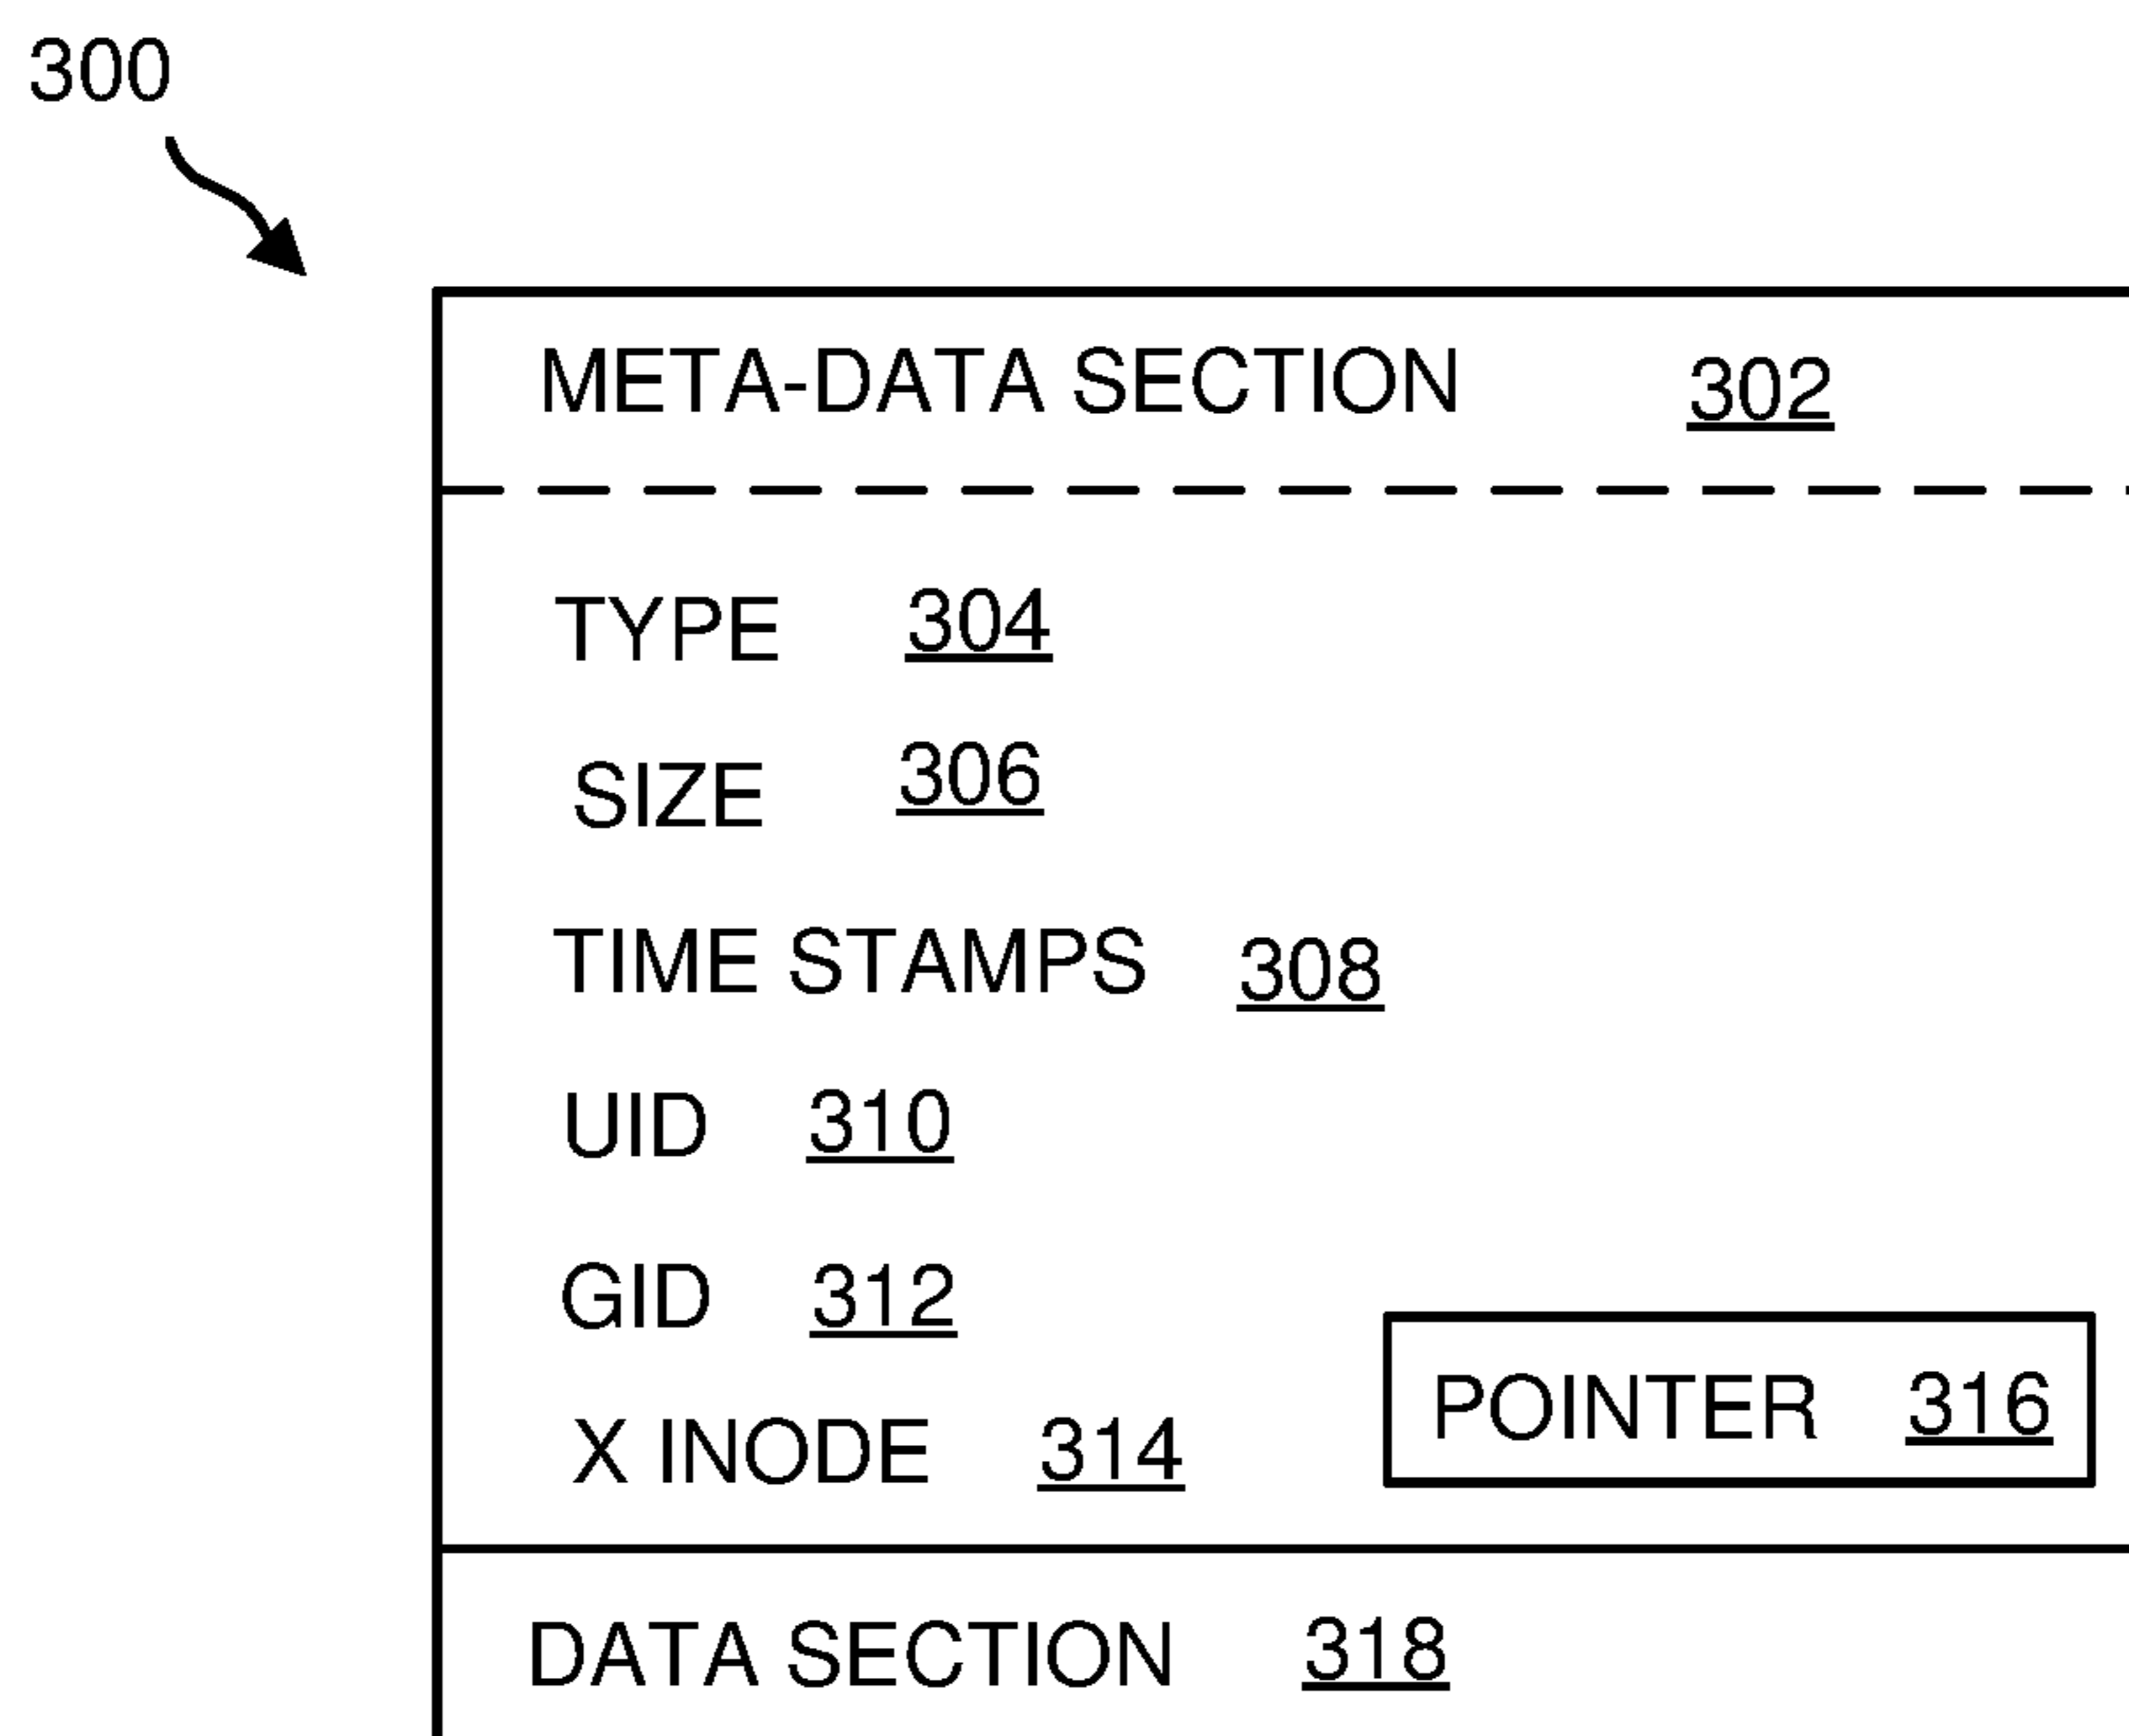 300
META-DATA SECTION 302
TYPE 304
SIZE 306
TIME STAMPS 308
UID 310
GID 312
X INODE 314
POINTER 316
DATA SECTION 318